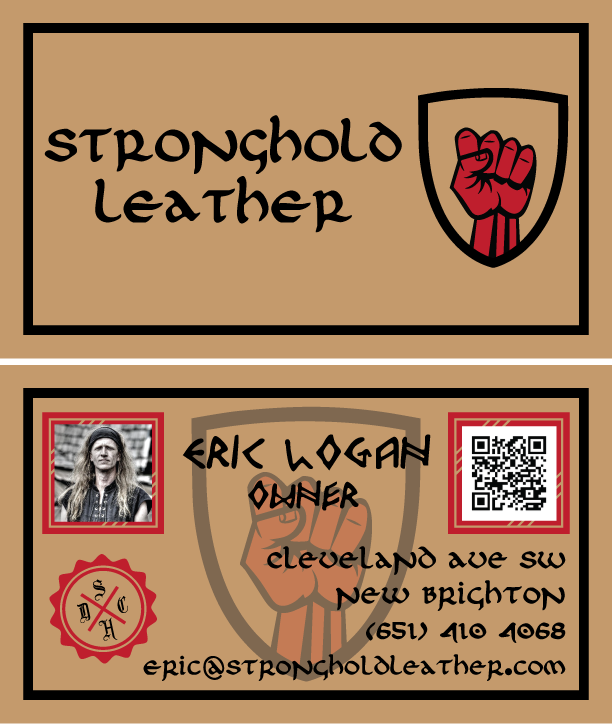 Stronghold
Leather
Eric Logan
Owner
Cleveland Ave SW
New Brighton
(651) 410 4068
eric@strongholdleather.com
S
D C
H